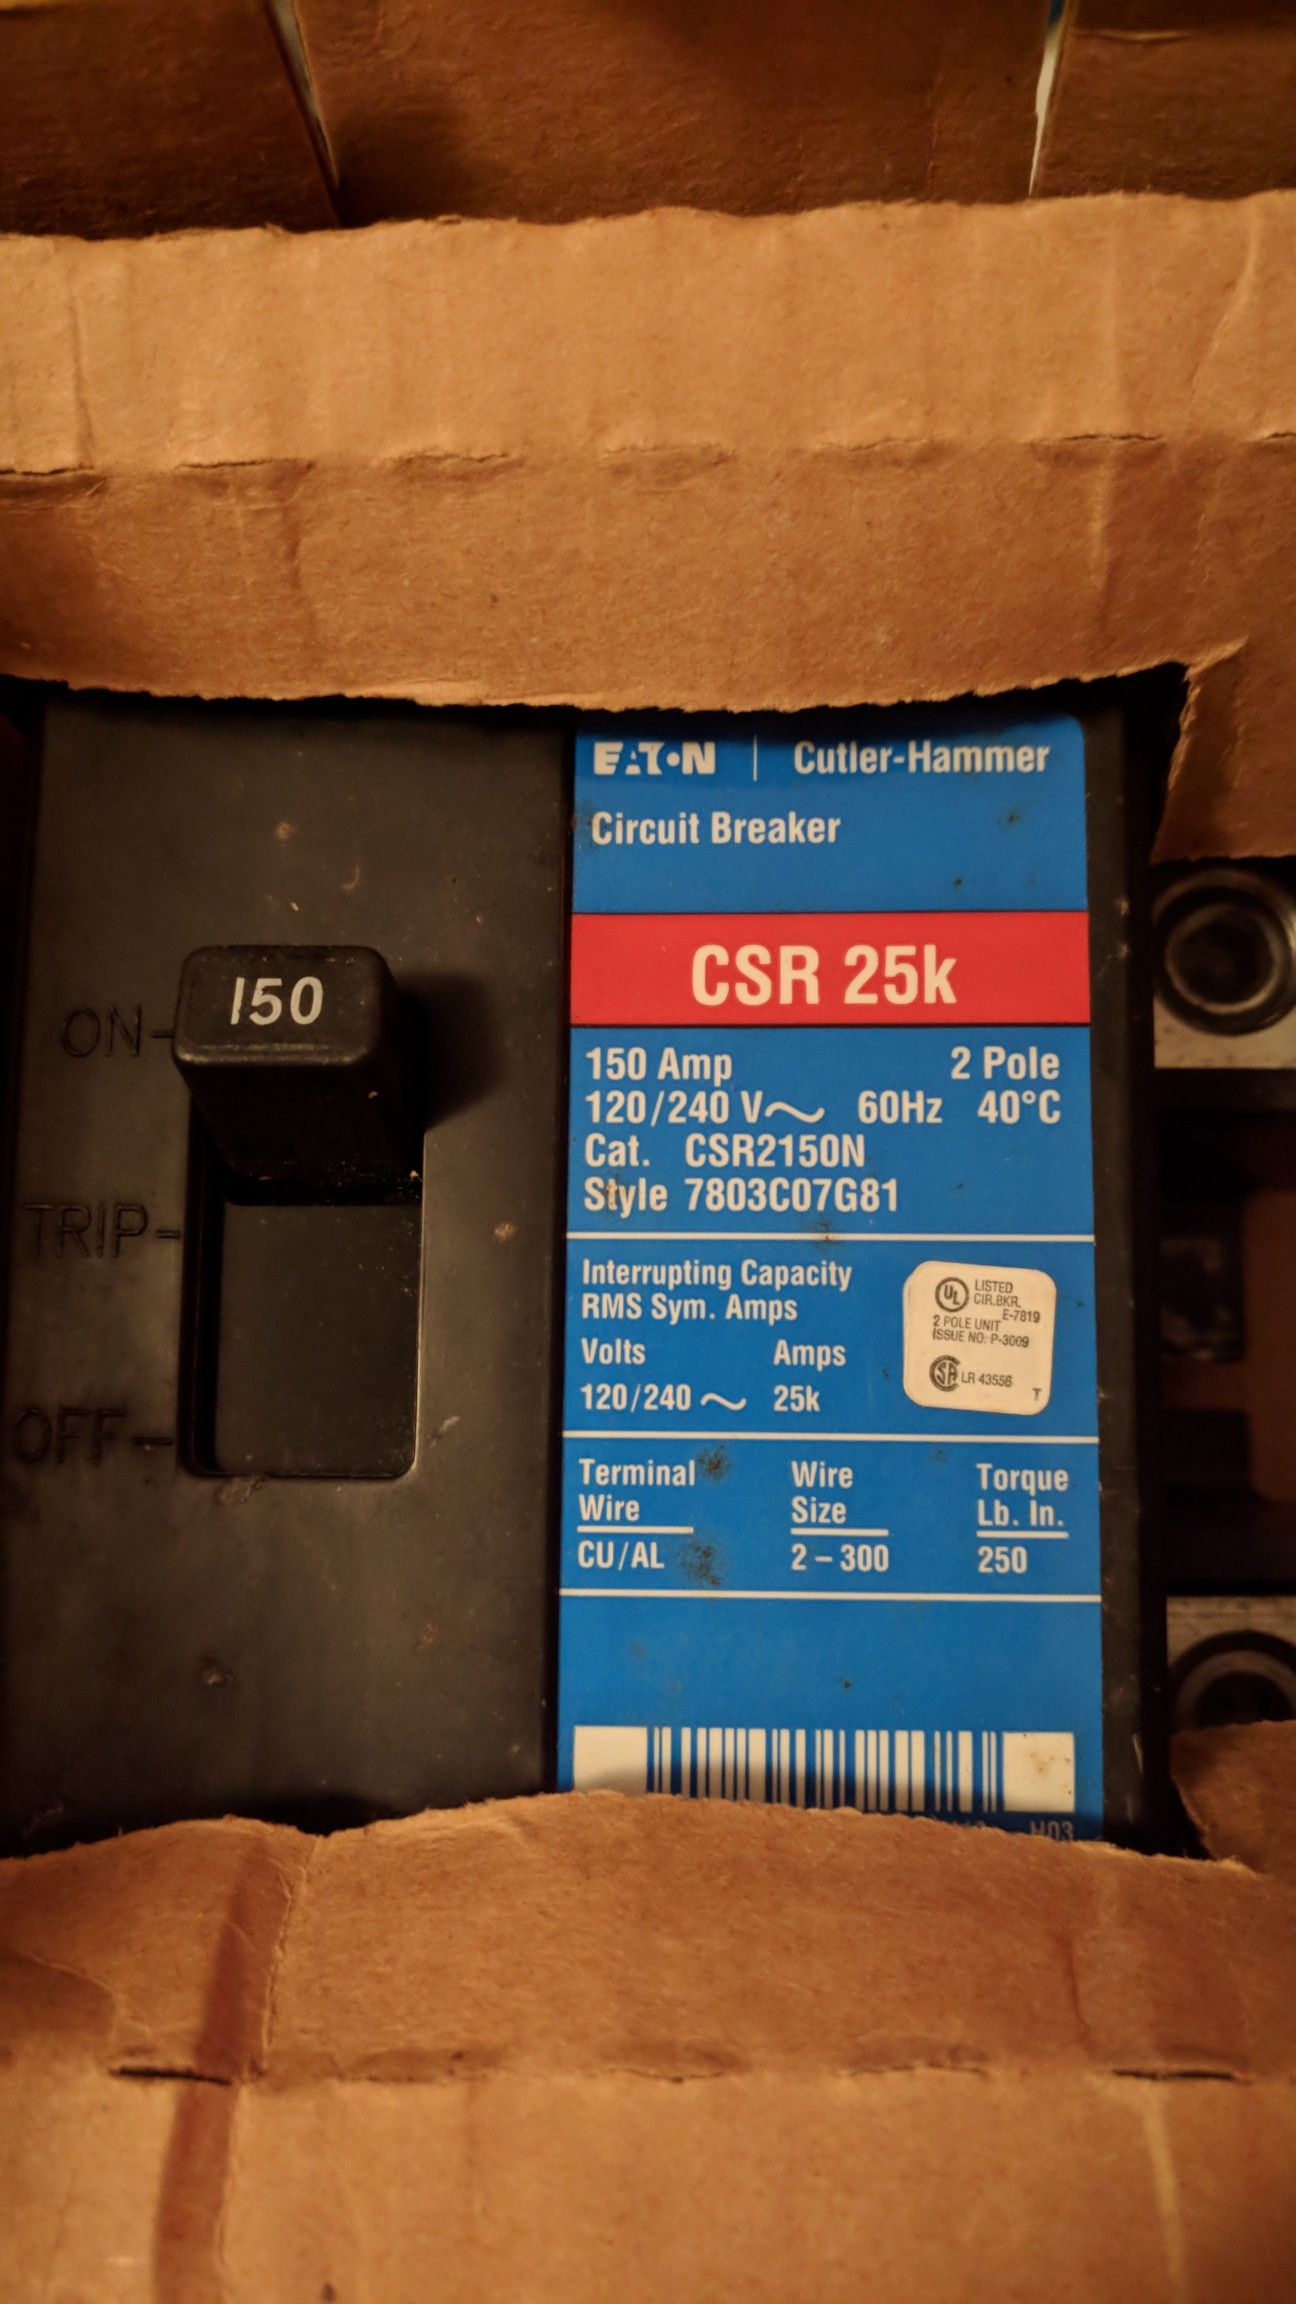 EATON | Cutler-Hammer
Circuit Breaker
CSR 25k
150
ON-
TRIP-
OFF-
150 Amp 2 Pole
120/240 V~ 60Hz 40°C
Cat. CSR2150N
Style 7803C07G81
Interrupting Capacity
RMS Sym. Amps
Volts Amps
120/240 ~ 25k
UL LISTED
CIR.BKR.
E-7819
2 POLE UNIT
ISSUE NO. P-3009
SA LR 43556
T
Terminal Wire Torque
Wire Size Lb. In.
CU/AL 2 – 300 250
H03